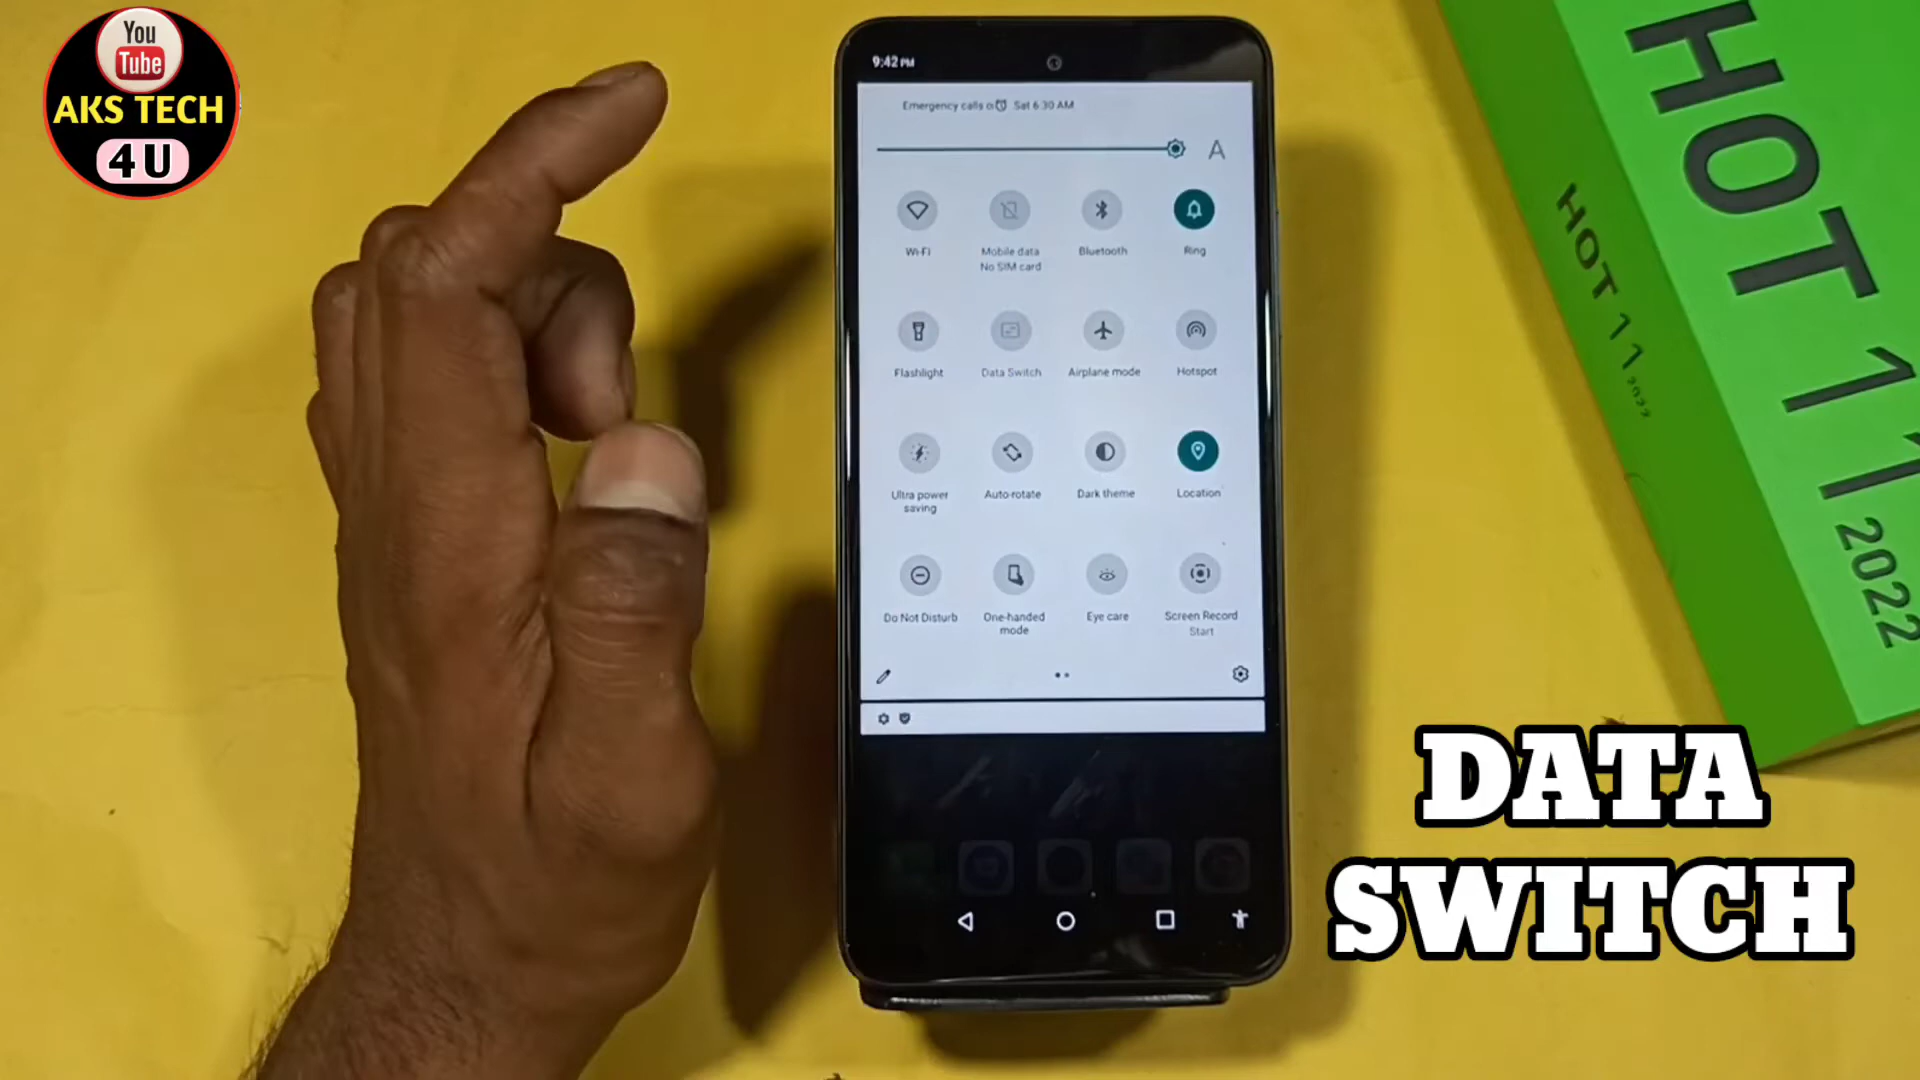 You
Tube
AKS TECH
4 U
9:42 PM
Emergency calls o
Sat 6:30 AM
A
Wi-Fi
Mobile data
No SIM card
Bluetooth
Ring
Flashlight
Data Switch
Airplane mode
Hotspot
Ultra power
saving
Auto-rotate
Dark theme
Location
Do Not Disturb
One-handed
mode
Eye care
Screen Record
Start
HOT 11 2022
HOT 11 | 2022
DATA
SWITCH